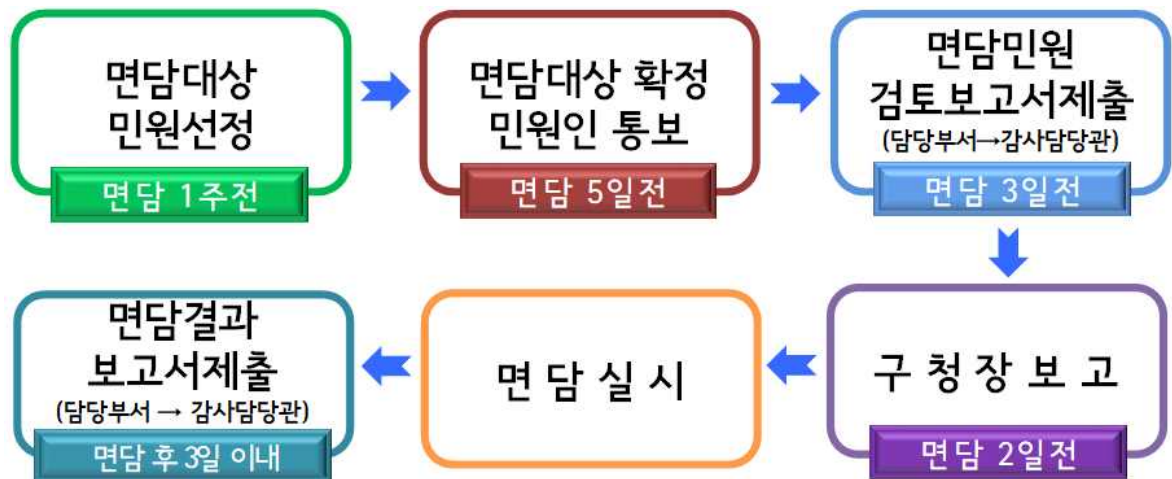 면담대상
민원선정
면담 1주전
면담대상 확정
민원인 통보
면담 5일전
면담민원
검토보고서제출
(담당부서→감사담당관)
면담 3일전
구 청 장 보 고
면담 2일전
면 담 실 시
면담결과
보고서제출
(담당부서 → 감사담당관)
면담 후 3일 이내